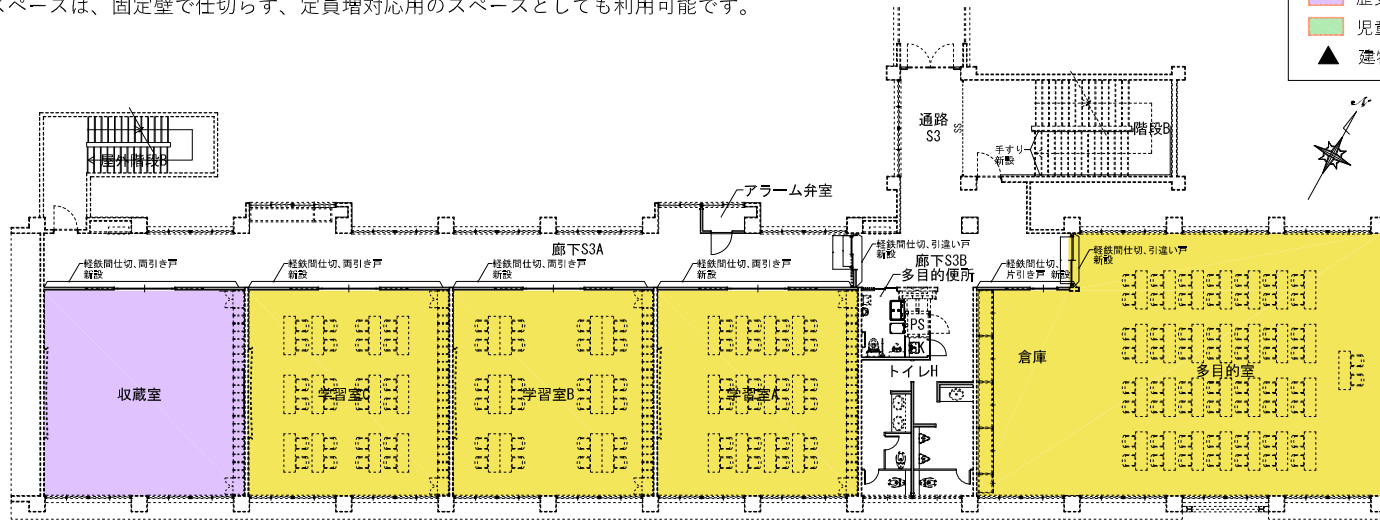 スペースは、固定壁で仕切らず、定員増対応用のスペースとしても利用可能です。
児童
▲ 建物
N
通路
S3
SS
階段B
手すり
新設
屋外階段B
アラーム弁室
廊下S3A
軽鉄間仕切、引違い戸
新設
廊下S3B
多目的便所
軽鉄間仕切、引違い戸
新設
軽鉄間仕切、両引き戸
新設
軽鉄間仕切、両引き戸
新設
軽鉄間仕切、両引き戸
新設
軽鉄間仕切、両引き戸
新設
軽鉄間仕切、
片引き戸 新設
PS
SK
トイレH
倉庫
収蔵室
学習室C
学習室B
学習室A
多目的室